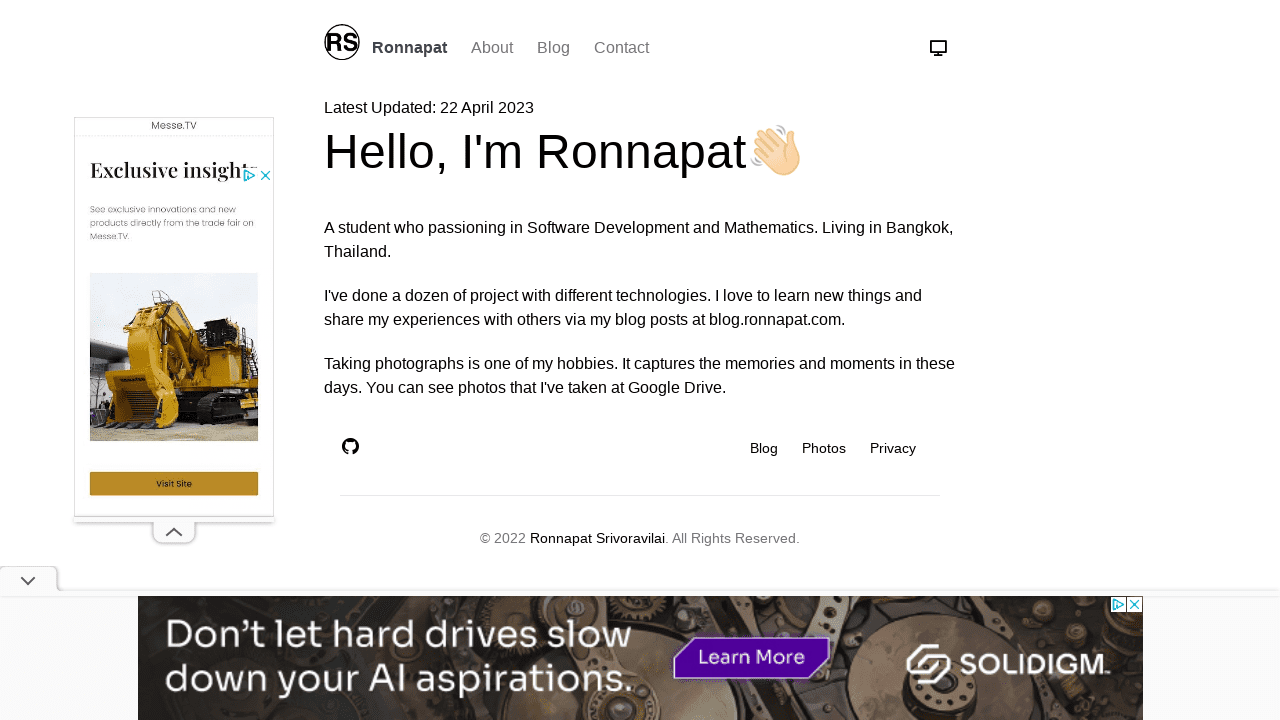 RS Ronnapat About Blog Contact
Latest Updated: 22 April 2023
Hello, I'm Ronnapat
A student who passioning in Software Development and Mathematics. Living in Bangkok,
Thailand.
I've done a dozen of project with different technologies. I love to learn new things and
share my experiences with others via my blog posts at blog.ronnapat.com.
Taking photographs is one of my hobbies. It captures the memories and moments in these
days. You can see photos that I've taken at Google Drive.
Blog Photos Privacy
© 2022 Ronnapat Srivoravilai. All Rights Reserved.
Messe.TV
Exclusive insights
See exclusive innovations and new
products directly from the trade fair on
Messe.TV.
Visit Site
Don't let hard drives slow
down your AI aspirations.
Learn More
SOLIDIGM